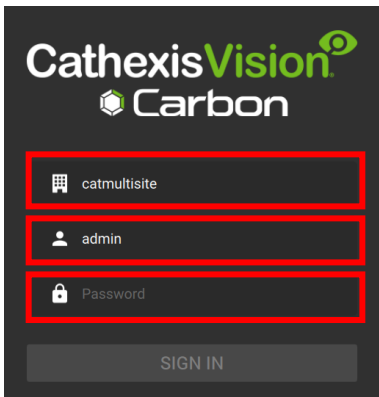 CathexisVision
Carbon
catmultisite
admin
Password
SIGN IN